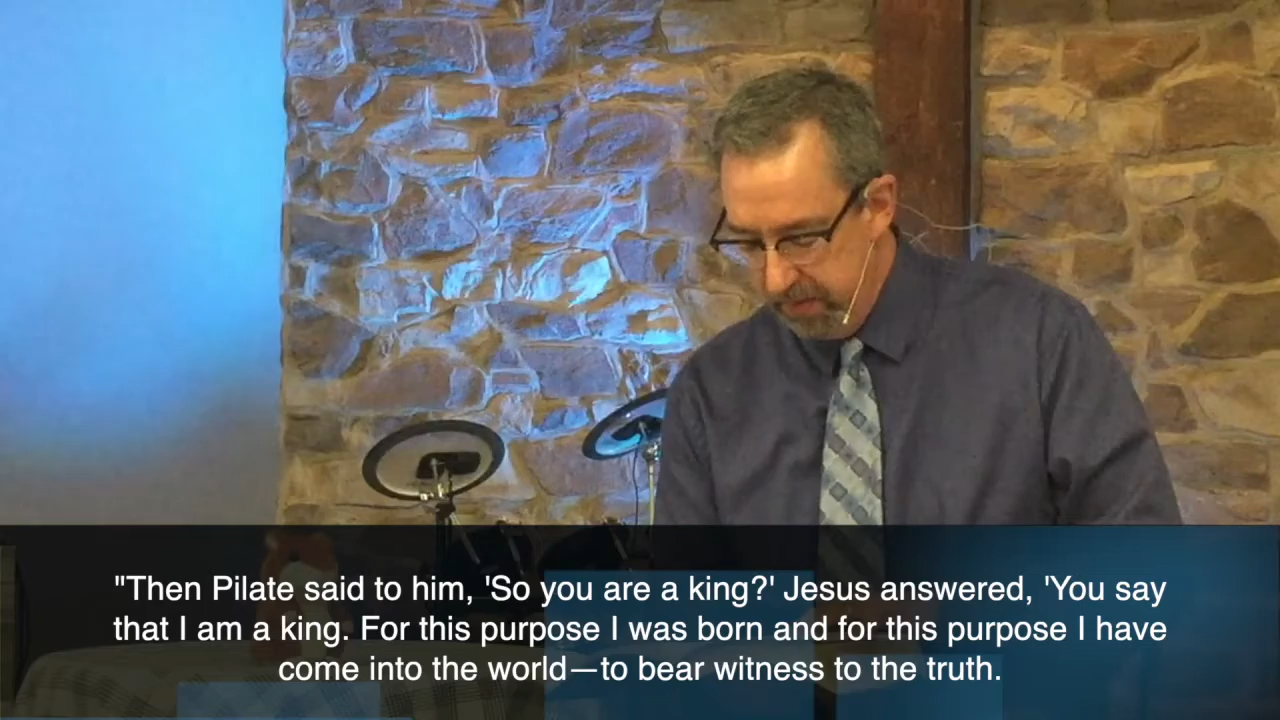 "Then Pilate said to him, 'So you are a king?' Jesus answered, 'You say
that I am a king. For this purpose I was born and for this purpose I have
come into the world—to bear witness to the truth.